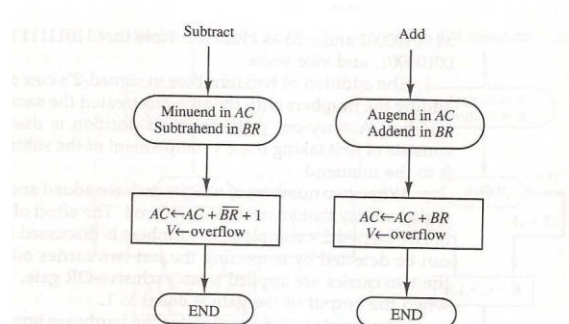 Subtract
Minuend in AC
Subtrahend in BR
AC←AC + BR + 1
V←overflow
END
Add
Augend in AC
Addend in BR
AC←AC + BR
V←overflow
END